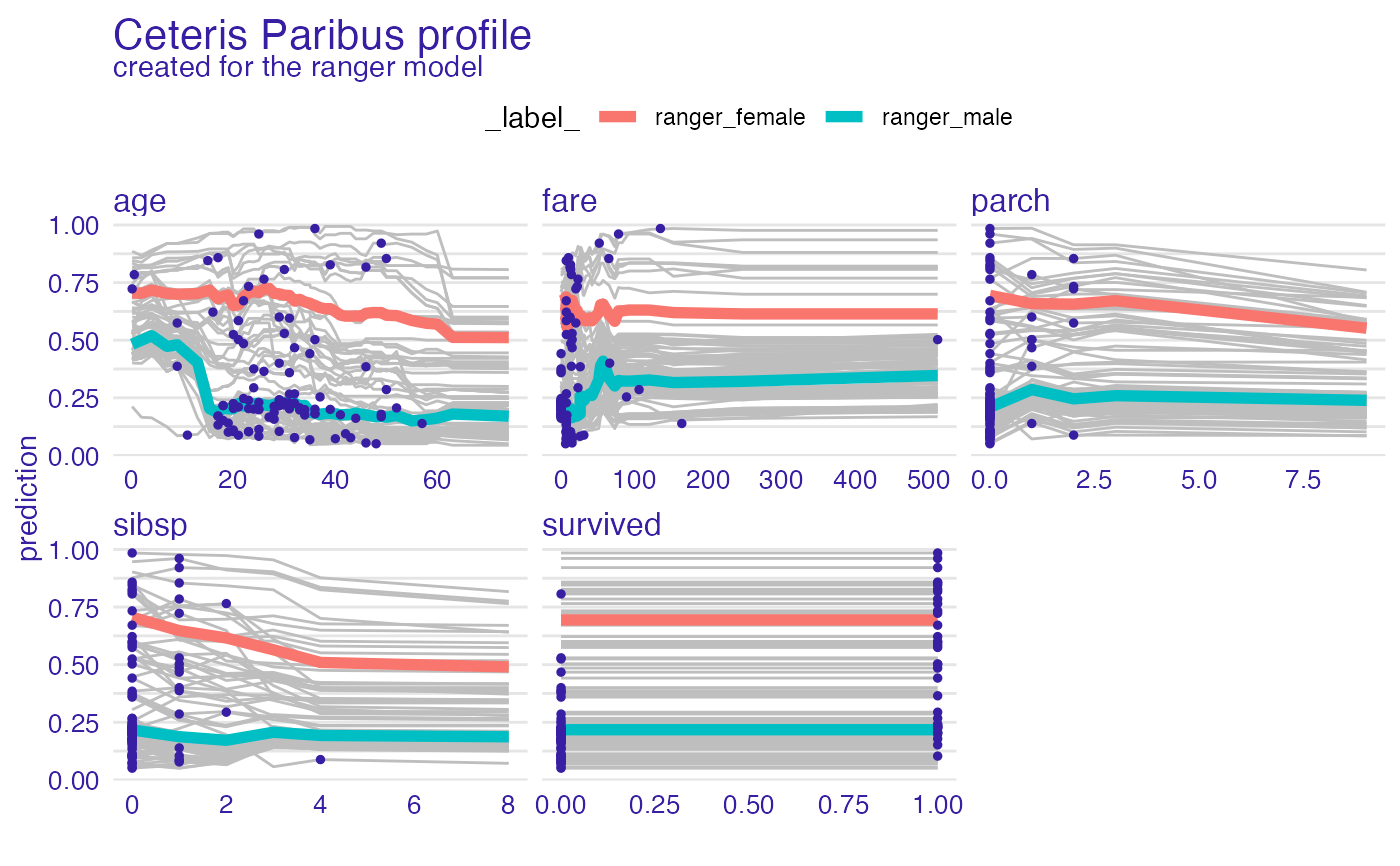 Ceteris Paribus profile
created for the ranger model
_label_ ranger_female ranger_male
age fare parch
1.00
0.75
0.50
0.25
0.00
0 20 40 60 0 100 200 300 400 500 0.0 2.5 5.0 7.5
prediction
sibsp survived
1.00
0.75
0.50
0.25
0.00
0 2 4 6 8 0.00 0.25 0.50 0.75 1.00